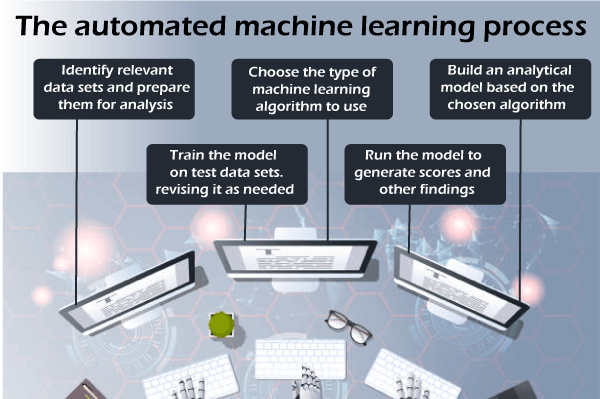 The automated machine learning process
Identify relevant
data sets and prepare
them for analysis
Choose the type of
machine learning
algorithm to use
Build an analytical
model based on the
chosen algorithm
Train the model
on test data sets.
revising it as needed
Run the model to
generate scores and
other findings